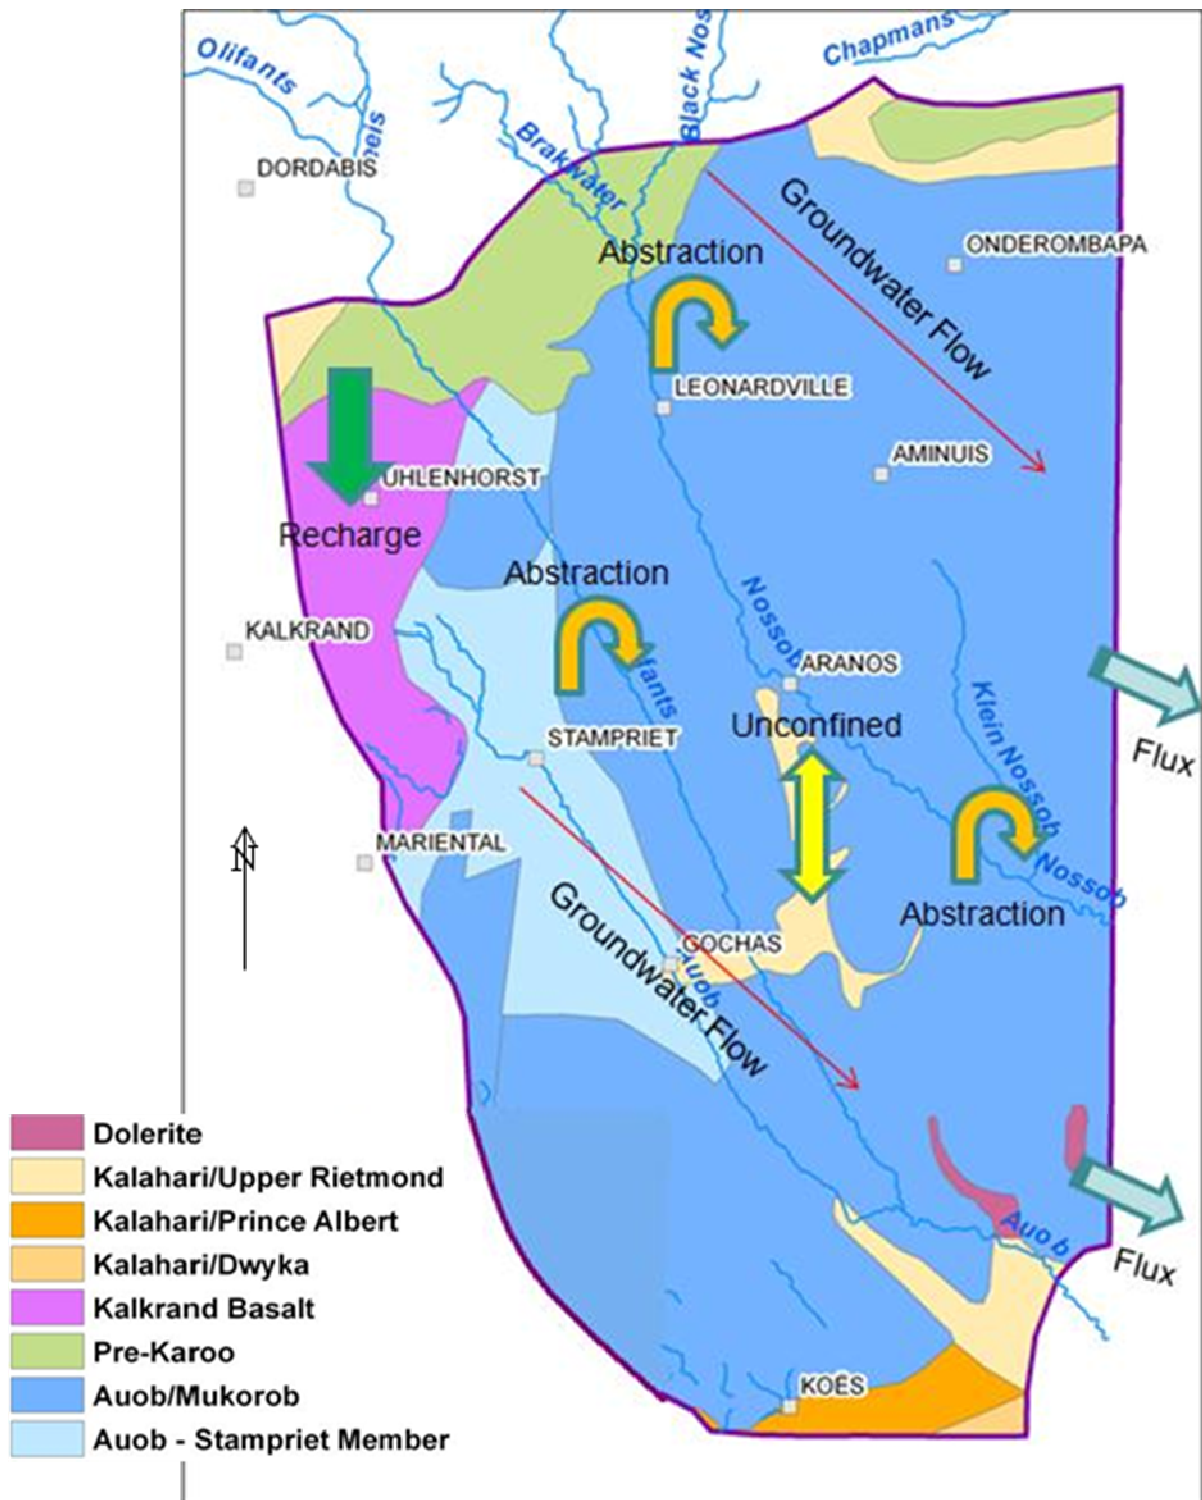 Olifants
Black Nos
Chapmans
neis
DORDABIS
Brakwater
Groundwater Flow
ONDEROMBAPA
Abstraction
LEONARDVILLE
AMINUIS
UHLENHORST
Recharge
Abstraction
KALKRAND
Nossob
ARANOS
fants
Klein Nossob
Unconfined
STAMPRIET
Flux
MARIENTAL
N
Nossob
Abstraction
Groundwater Flow
GOCHAS
Auob
Auob
Flux
KOËS
Dolerite
Kalahari/Upper Rietmond
Kalahari/Prince Albert
Kalahari/Dwyka
Kalkrand Basalt
Pre-Karoo
Auob/Mukorob
Auob - Stampriet Member